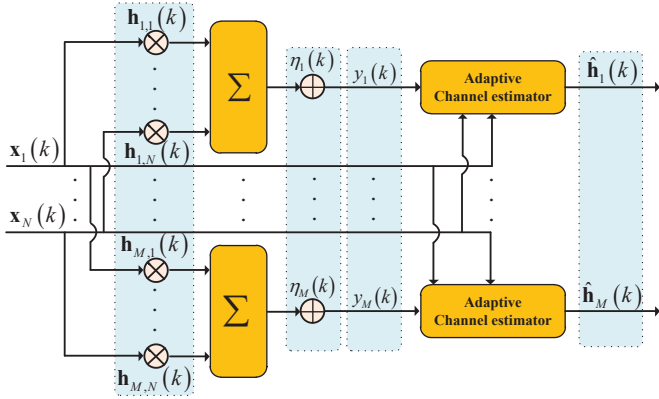 𝐡₁,₁(k)
Σ
η₁(k)
y₁(k)
Adaptive
Channel estimator
𝐡̂₁(k)
𝐡₁,N(k)
𝐱₁(k)
𝐱N(k)
𝐡M,₁(k)
Σ
ηM(k)
yM(k)
Adaptive
Channel estimator
𝐡̂M(k)
𝐡M,N(k)